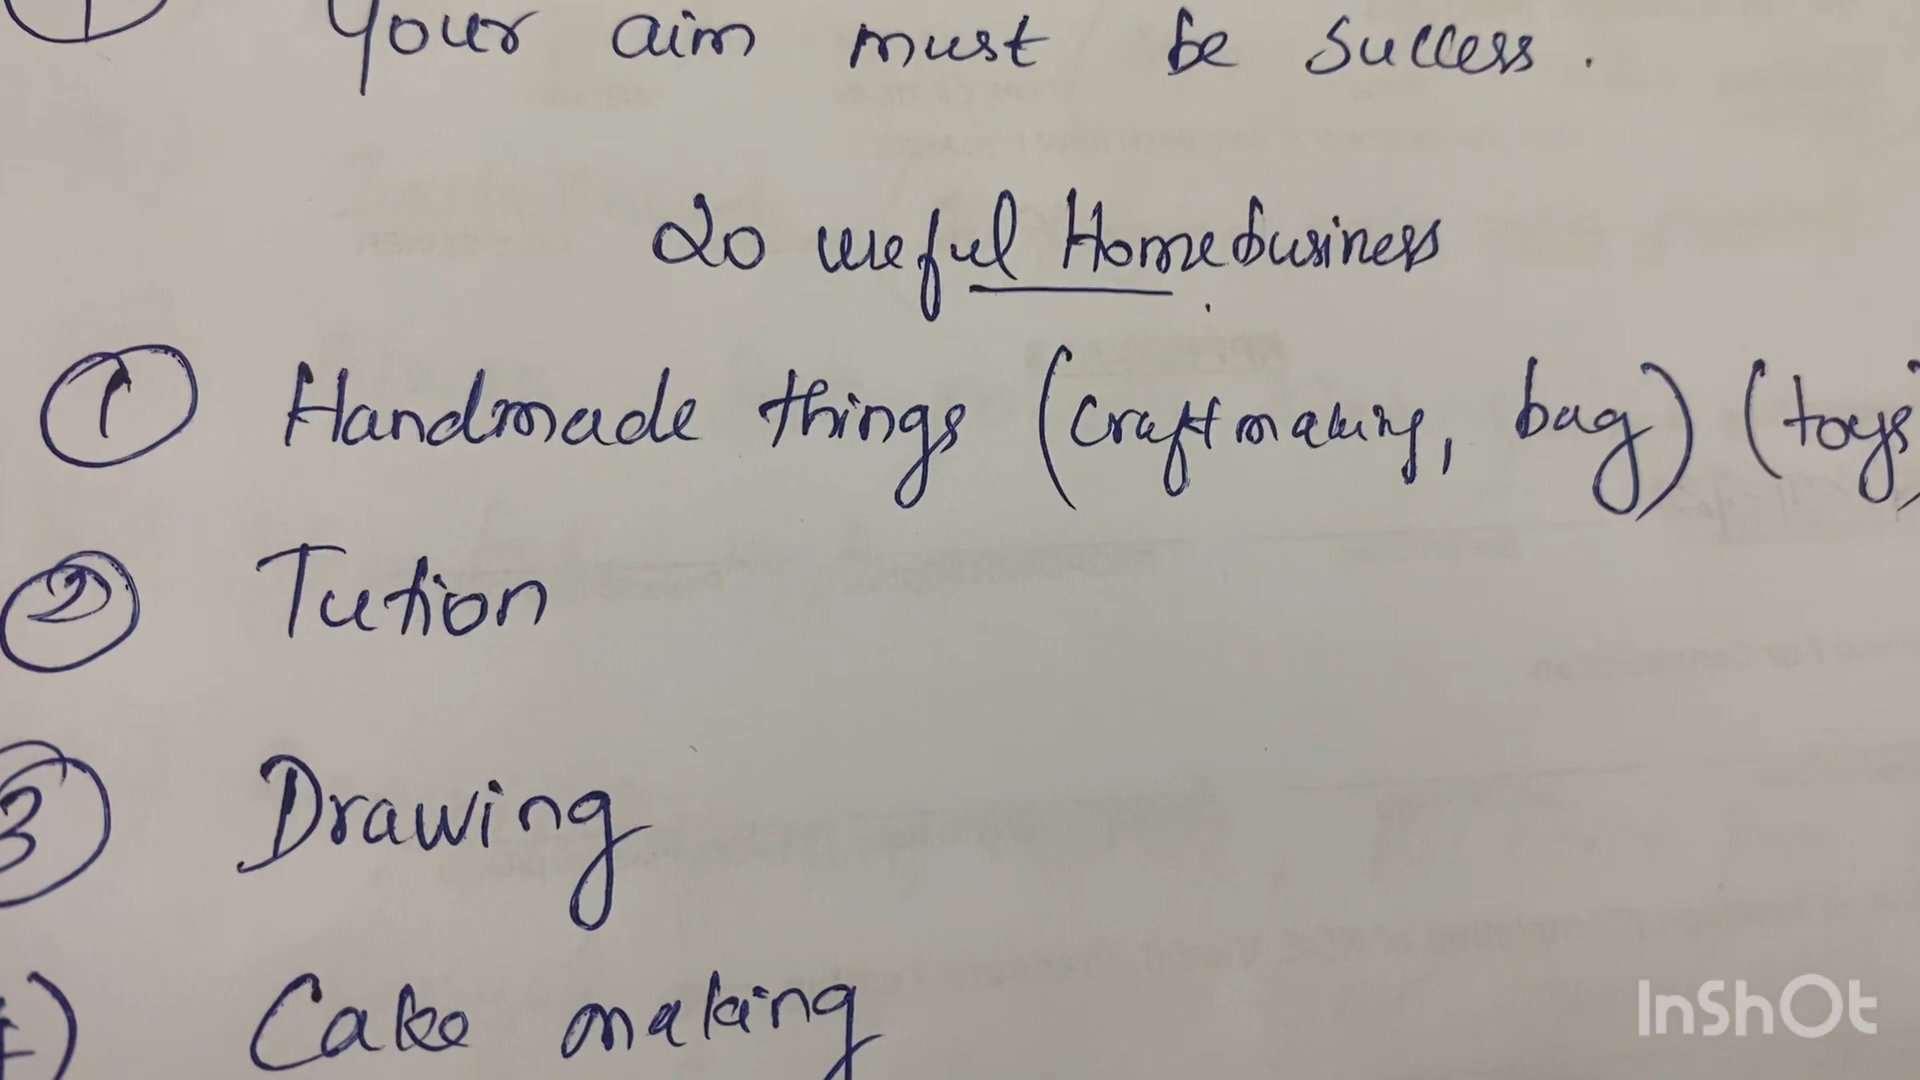 ① Your aim must be success.
20 useful Homebusiness
① Handmade things (craftmaking, bag) (toys)
② Tution
③ Drawing
Cake making
InShOt